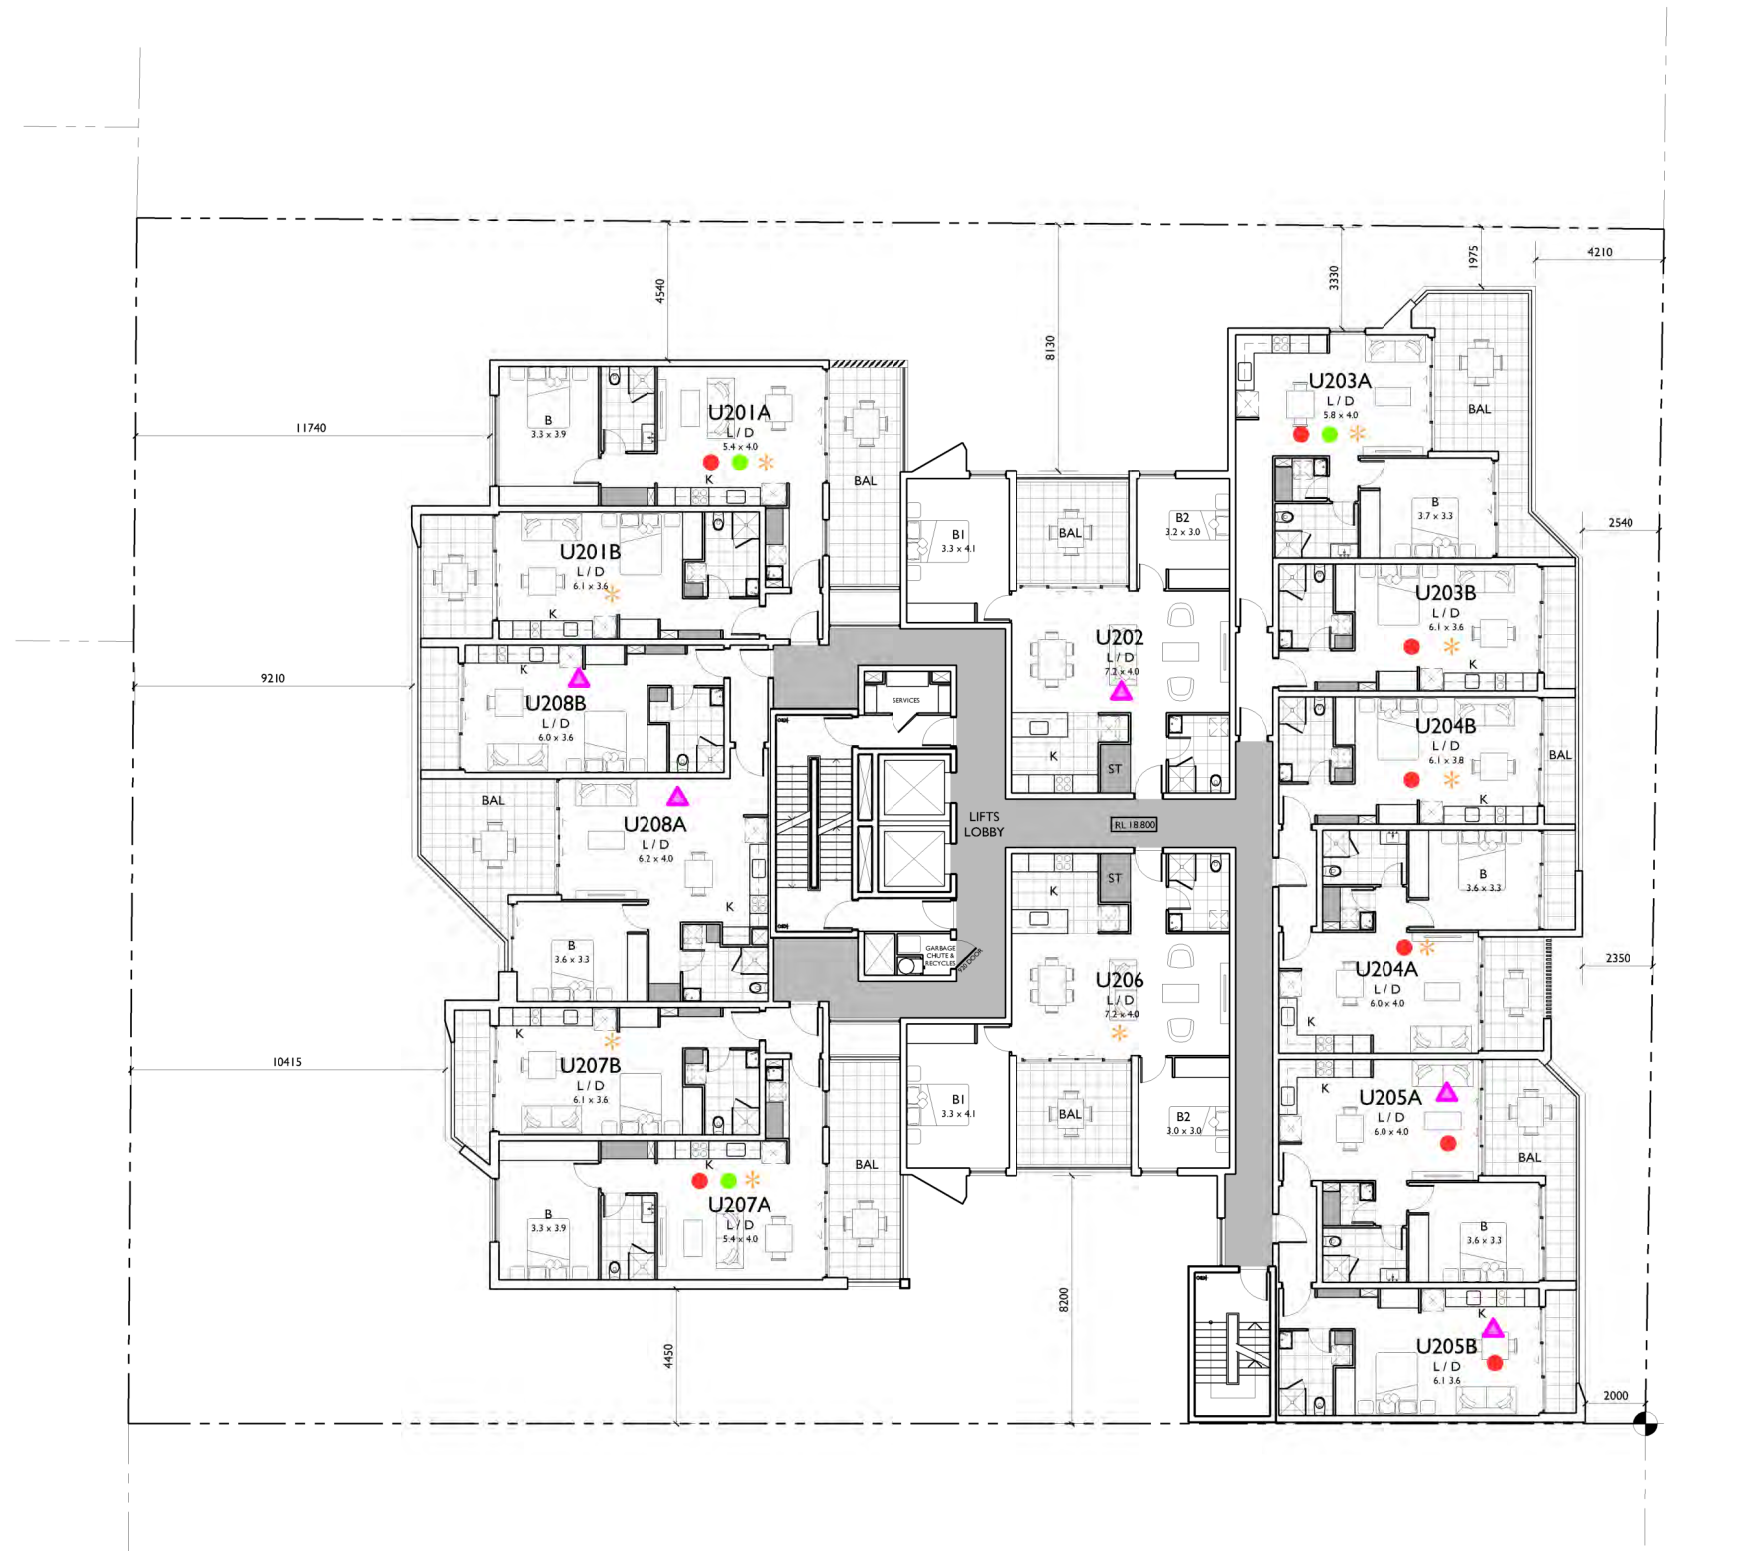 4210
1975
3330
4540
8130
U203A
L / D
5.8 x 4.0
BAL
U201A
L / D
5.4 x 4.0
K
B
3.3 x 3.9
11740
BAL
B
3.7 x 3.3
2540
B1
3.3 x 4.1
BAL
B2
3.2 x 3.0
U201B
L / D
6.1 x 3.6
K
U203B
L / D
6.1 x 3.6
K
U202
L / D
7.2 x 4.0
K
ST
9210
K
U208B
L / D
6.0 x 3.6
SERVICES
U204B
L / D
6.1 x 3.8
K
BAL
BAL
U208A
L / D
6.2 x 4.0
K
B
3.6 x 3.3
LIFTS
LOBBY
RL 18 800
B
3.6 x 3.3
K
ST
GARBAGE
CHUTE &
RECYCLES
920 DOOR
U204A
L / D
6.0 x 4.0
K
2350
U206
L / D
7.2 x 4.0
K
U207B
L / D
6.1 x 3.6
10415
B1
3.3 x 4.1
BAL
B2
3.0 x 3.0
K
U205A
L / D
6.0 x 4.0
BAL
K
U207A
L / D
5.4 x 4.0
BAL
B
3.3 x 3.9
B
3.6 x 3.3
8200
4450
K
U205B
L / D
6.1 3.6
2000